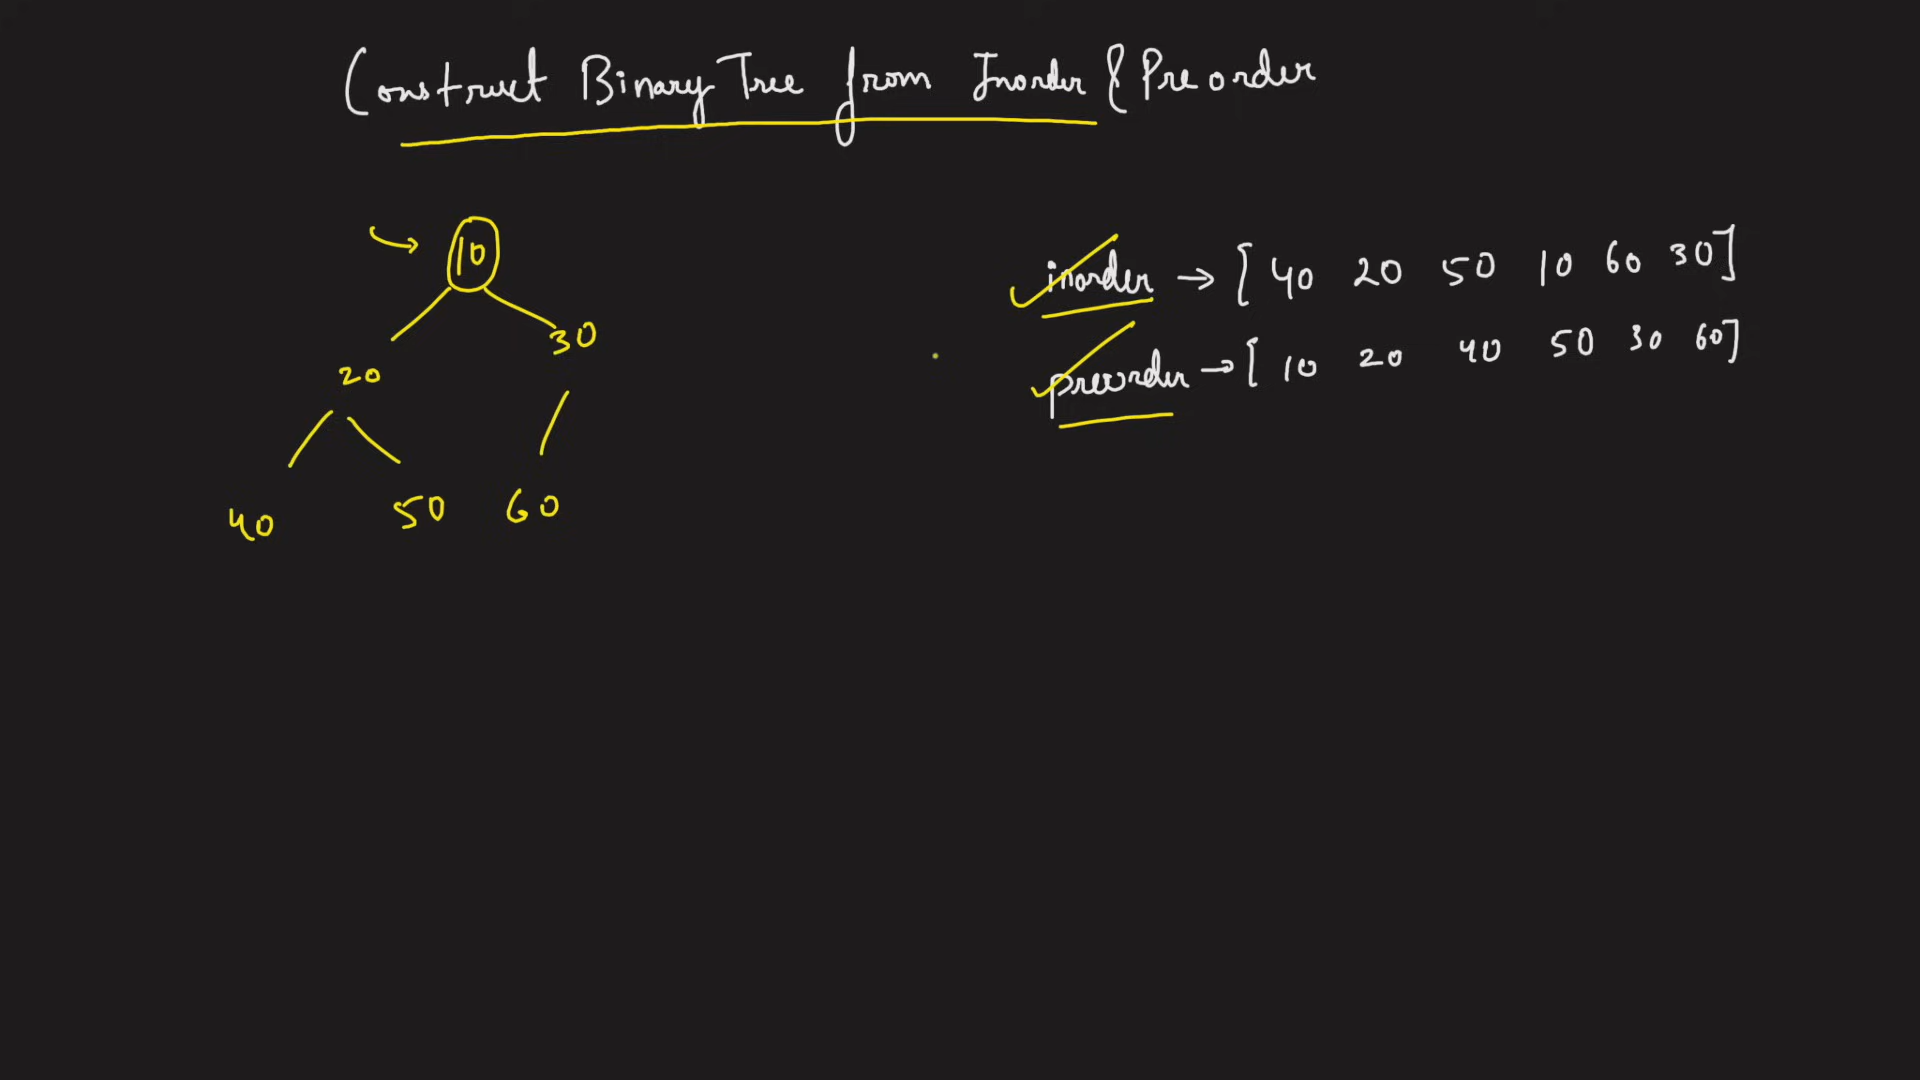 Construct Binary Tree from Inorder & Preorder
10
20 30
40 50 60
inorder → [40 20 50 10 60 30]
preorder → [10 20 40 50 30 60]